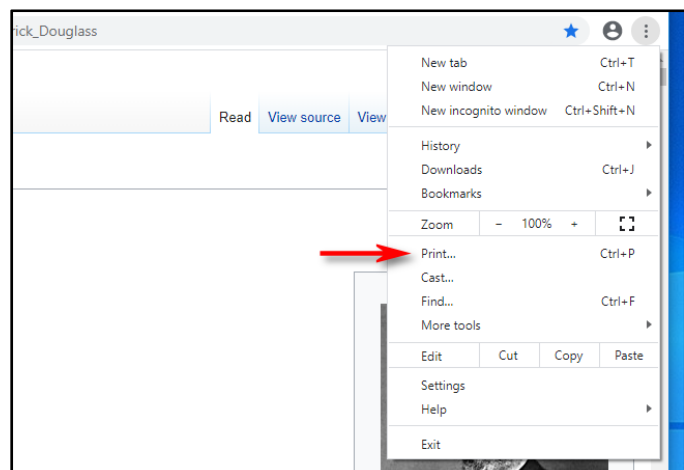 rick_Douglass
Read View source View
New tab Ctrl+T
New window Ctrl+N
New incognito window Ctrl+Shift+N
History
Downloads Ctrl+J
Bookmarks
Zoom - 100% +
Print... Ctrl+P
Cast...
Find... Ctrl+F
More tools
Edit Cut Copy Paste
Settings
Help
Exit